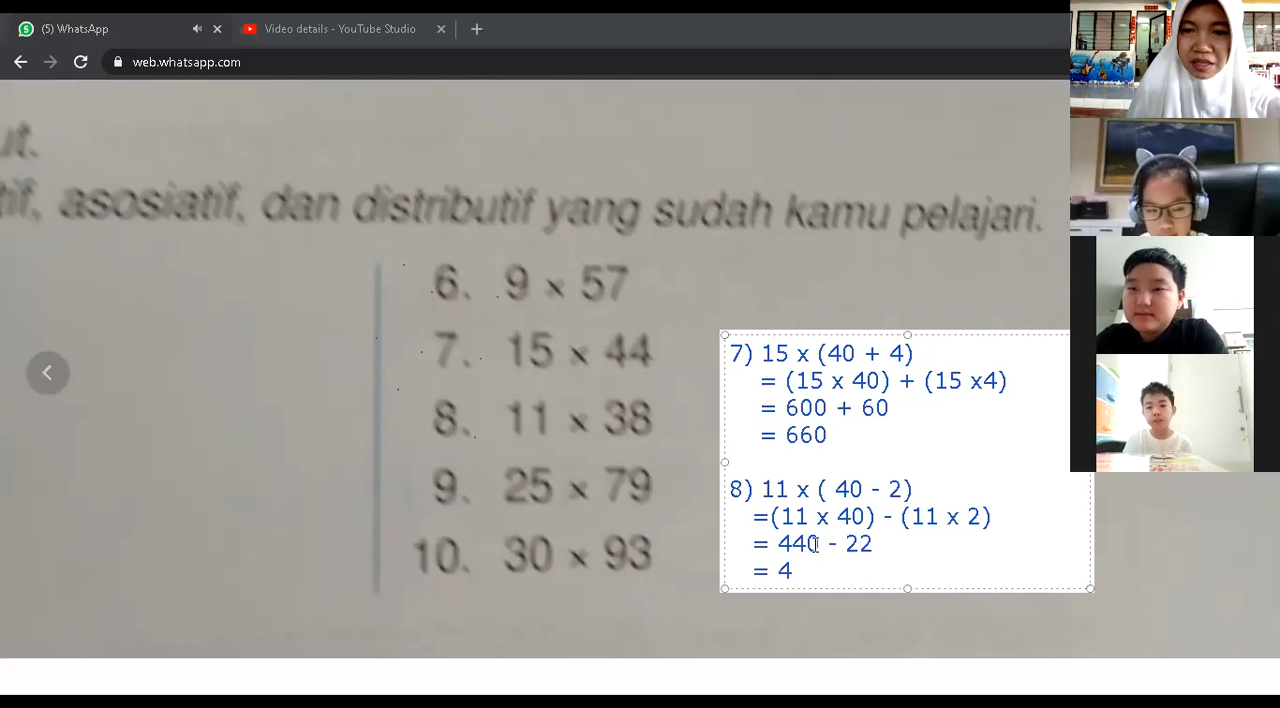 (5) WhatsApp
Video details - YouTube Studio
web.whatsapp.com
ut.
tif, asosiatif, dan distributif yang sudah kamu pelajari.
6. 9 × 57
7. 15 × 44
8. 11 × 38
9. 25 × 79
10. 30 × 93
7) 15 x (40 + 4)
= (15 x 40) + (15 x4)
= 600 + 60
= 660
8) 11 x ( 40 - 2)
=(11 x 40) - (11 x 2)
= 440 - 22
= 4